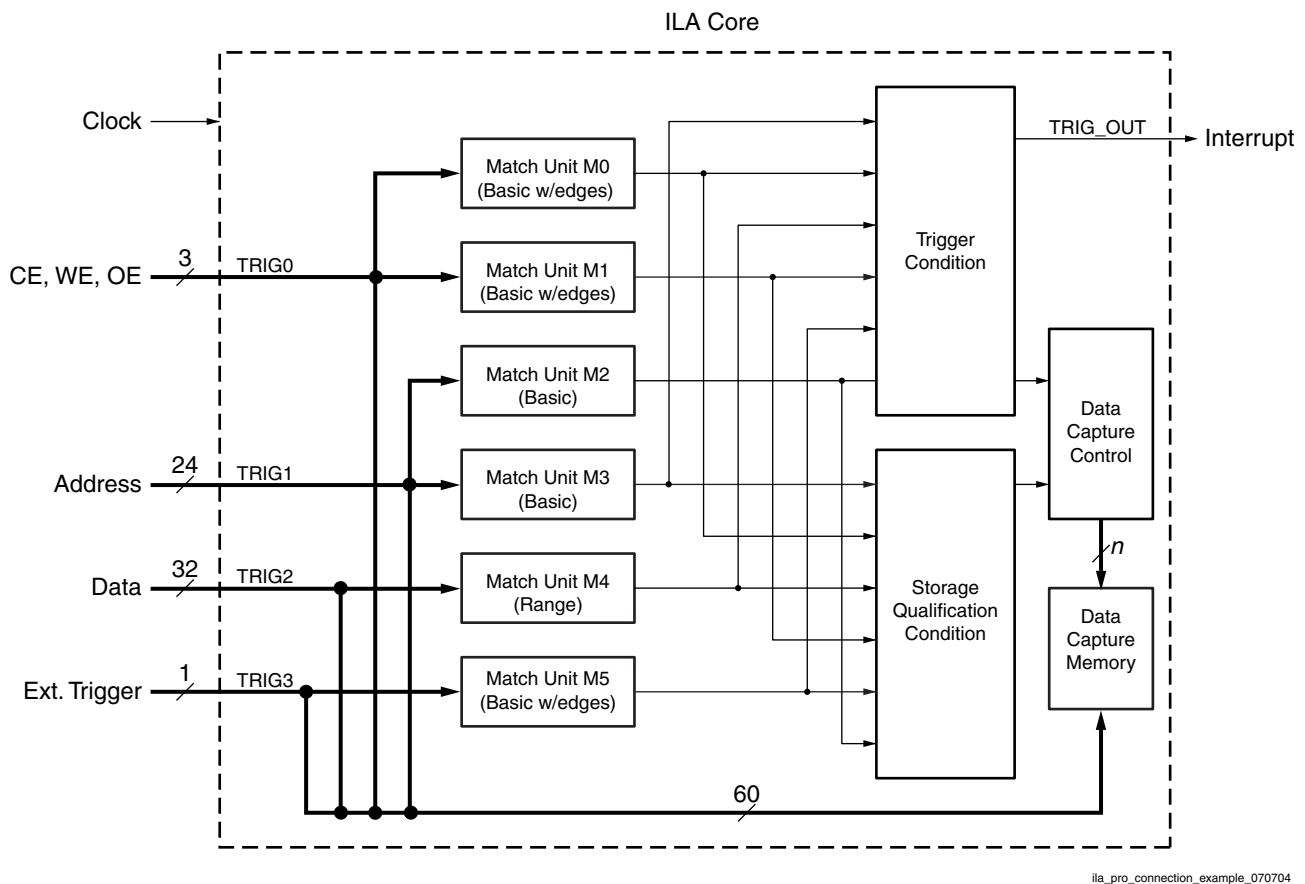 ILA Core
Clock
TRIG_OUT
Interrupt
Match Unit M0
(Basic w/edges)
Trigger
Condition
3
CE, WE, OE
TRIG0
Match Unit M1
(Basic w/edges)
Match Unit M2
(Basic)
Data
Capture
Control
24
Address
TRIG1
Match Unit M3
(Basic)
n
32
Data
TRIG2
Match Unit M4
(Range)
Storage
Qualification
Condition
Data
Capture
Memory
1
Ext. Trigger
TRIG3
Match Unit M5
(Basic w/edges)
60
ila_pro_connection_example_070704